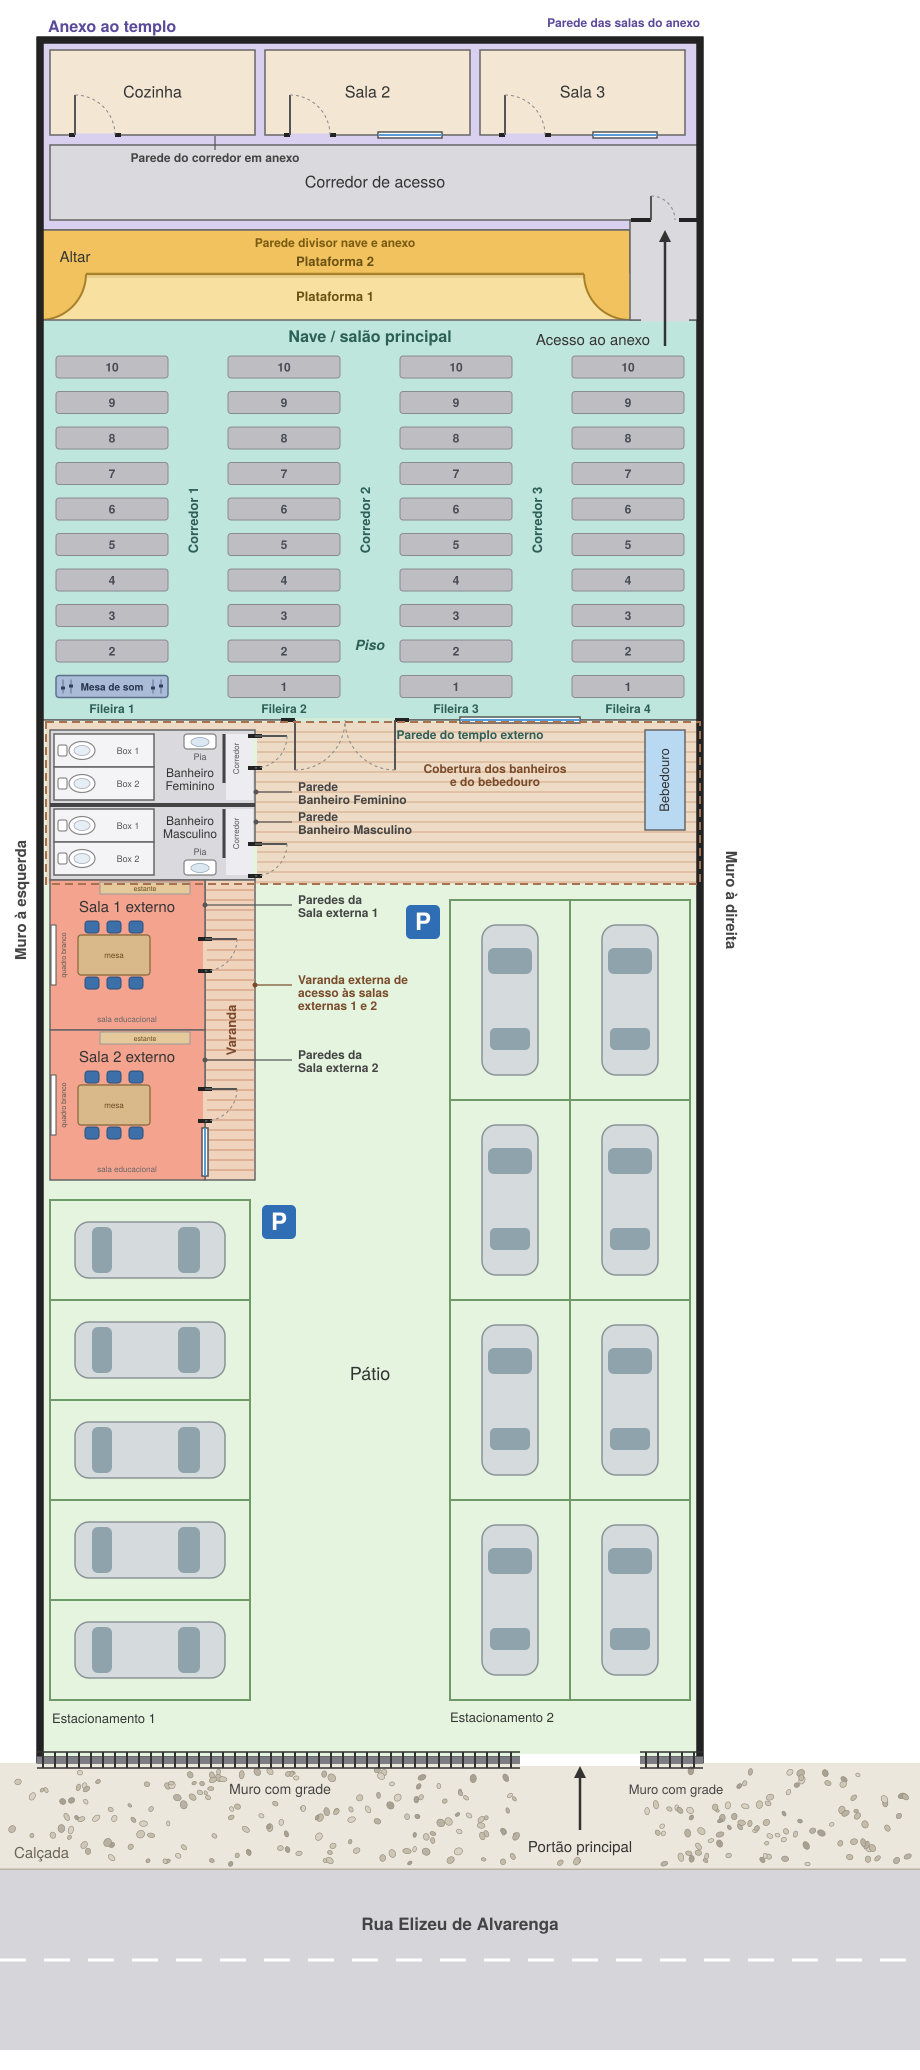 Anexo ao templo
Parede das salas do anexo
Cozinha
Sala 2
Sala 3
Parede do corredor em anexo
Corredor de acesso
Parede divisor nave e anexo
Altar
Plataforma 2
Plataforma 1
Nave / salão principal
Acesso ao anexo
10 10 10 10
9 9 9 9
8 8 8 8
7 7 7 7
6 6 6 6
Corredor 1
Corredor 2
Corredor 3
5 5 5 5
4 4 4 4
3 3 3 3
Piso
2 2 2 2
Mesa de som 1 1 1
Fileira 1
Fileira 2
Fileira 3
Fileira 4
Parede do templo externo
Box 1
Pia
Corredor
Banheiro
Feminino
Box 2
Cobertura dos banheiros
e do bebedouro
Bebedouro
Parede
Banheiro Feminino
Parede
Banheiro Masculino
Box 1
Banheiro
Masculino
Corredor
Pia
Box 2
Muro à esquerda
Muro à direita
estante
Sala 1 externo
quadro branco
mesa
sala educacional
Paredes da
Sala externa 1
P
Varanda externa de
acesso às salas
externas 1 e 2
Varanda
estante
Sala 2 externo
quadro branco
mesa
sala educacional
Paredes da
Sala externa 2
P
Pátio
Estacionamento 1
Estacionamento 2
Muro com grade
Muro com grade
Portão principal
Calçada
Rua Elizeu de Alvarenga